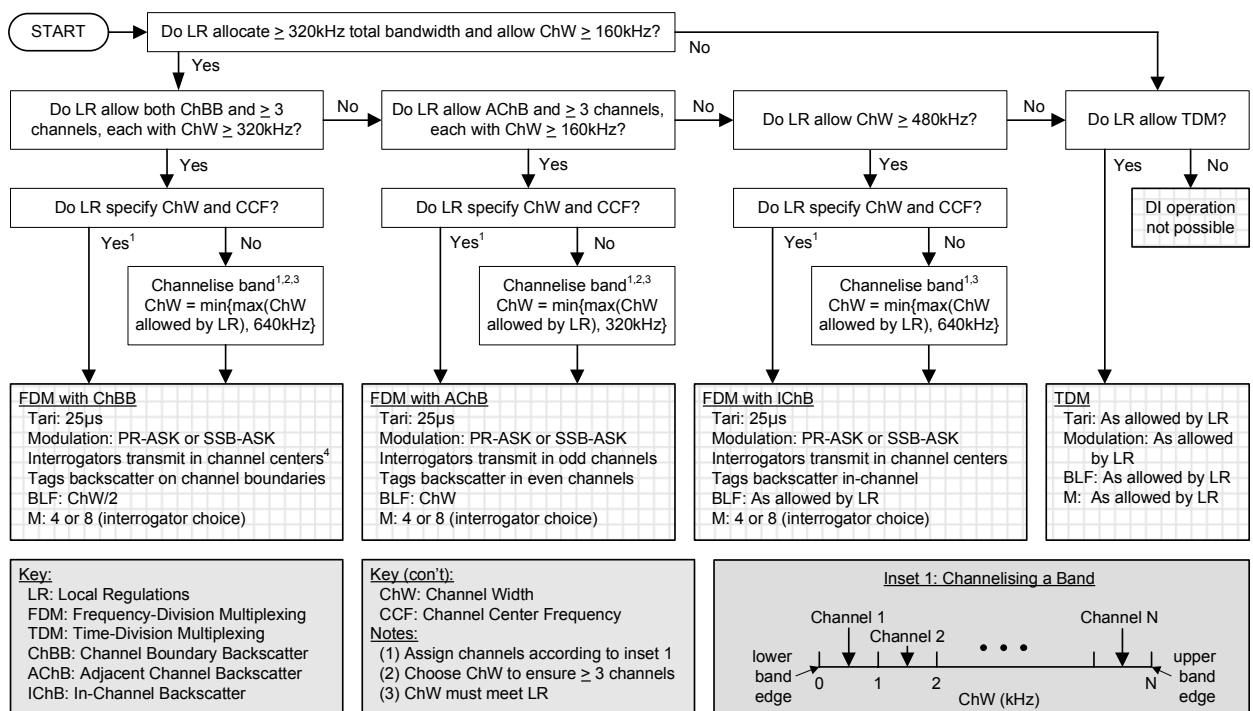 START
Do LR allocate ≥ 320kHz total bandwidth and allow ChW ≥ 160kHz?
No
Yes
Do LR allow both ChBB and ≥ 3
channels, each with ChW ≥ 320kHz?
No
Do LR allow AChB and ≥ 3 channels,
each with ChW ≥ 160kHz?
No
Do LR allow ChW ≥ 480kHz?
No
Do LR allow TDM?
Yes
Yes
Yes
Yes
No
DI operation
not possible
Do LR specify ChW and CCF?
Do LR specify ChW and CCF?
Do LR specify ChW and CCF?
Yes¹
No
Yes¹
No
Yes¹
No
Channelise band¹,²,³
ChW = min{max(ChW
allowed by LR), 640kHz}
Channelise band¹,²,³
ChW = min{max(ChW
allowed by LR), 320kHz}
Channelise band¹,³
ChW = min{max(ChW
allowed by LR), 640kHz}
FDM with ChBB
Tari: 25µs
Modulation: PR-ASK or SSB-ASK
Interrogators transmit in channel centers⁴
Tags backscatter on channel boundaries
BLF: ChW/2
M: 4 or 8 (interrogator choice)
FDM with AChB
Tari: 25µs
Modulation: PR-ASK or SSB-ASK
Interrogators transmit in odd channels
Tags backscatter in even channels
BLF: ChW
M: 4 or 8 (interrogator choice)
FDM with IChB
Tari: 25µs
Modulation: PR-ASK or SSB-ASK
Interrogators transmit in channel centers
Tags backscatter in-channel
BLF: As allowed by LR
M: 4 or 8 (interrogator choice)
TDM
Tari: As allowed by LR
Modulation: As allowed
by LR
BLF: As allowed by LR
M: As allowed by LR
Key:
LR: Local Regulations
FDM: Frequency-Division Multiplexing
TDM: Time-Division Multiplexing
ChBB: Channel Boundary Backscatter
AChB: Adjacent Channel Backscatter
IChB: In-Channel Backscatter
Key (con't):
ChW: Channel Width
CCF: Channel Center Frequency
Notes:
(1) Assign channels according to inset 1
(2) Choose ChW to ensure ≥ 3 channels
(3) ChW must meet LR
Inset 1: Channelising a Band
Channel 1
Channel 2
• • •
Channel N
lower
band
edge
0
1
2
ChW (kHz)
N
upper
band
edge